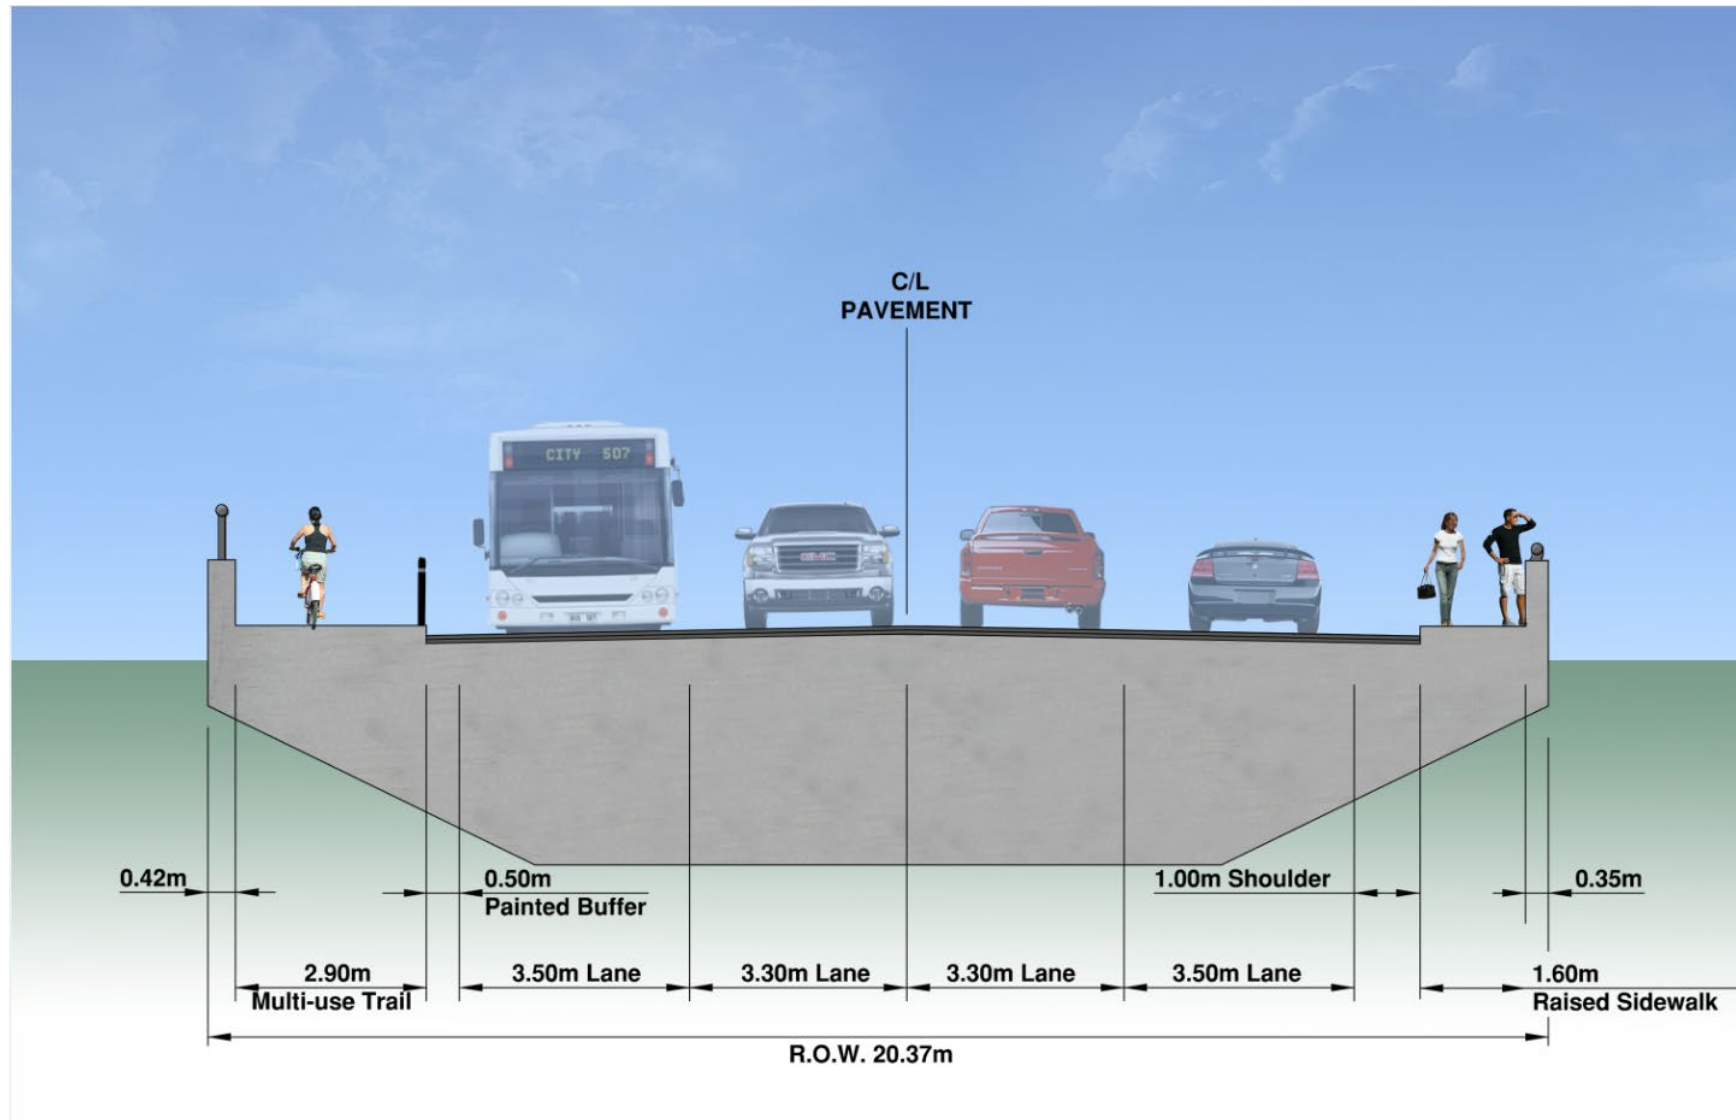 C/L
PAVEMENT
CITY 507
0.42m
0.50m
Painted Buffer
1.00m Shoulder
0.35m
2.90m
Multi-use Trail
3.50m Lane
3.30m Lane
3.30m Lane
3.50m Lane
1.60m
Raised Sidewalk
R.O.W. 20.37m